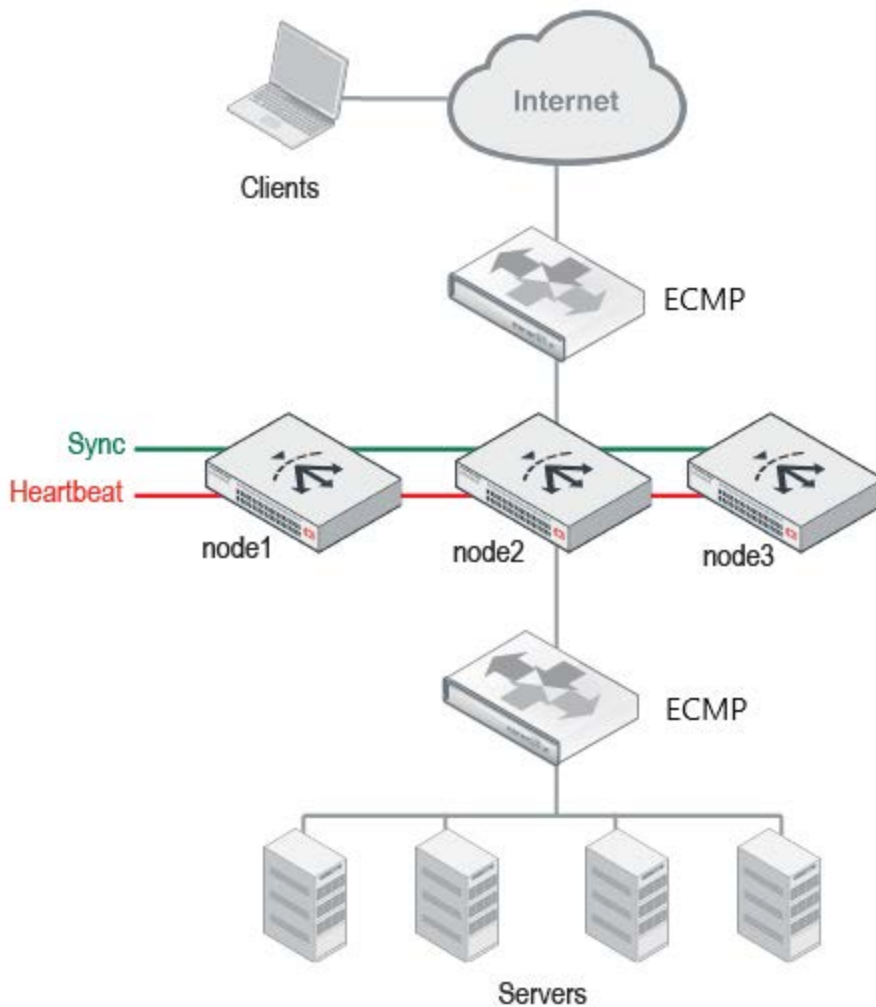 Internet
Clients
ECMP
Sync
Heartbeat
node1
node2
node3
ECMP
Servers